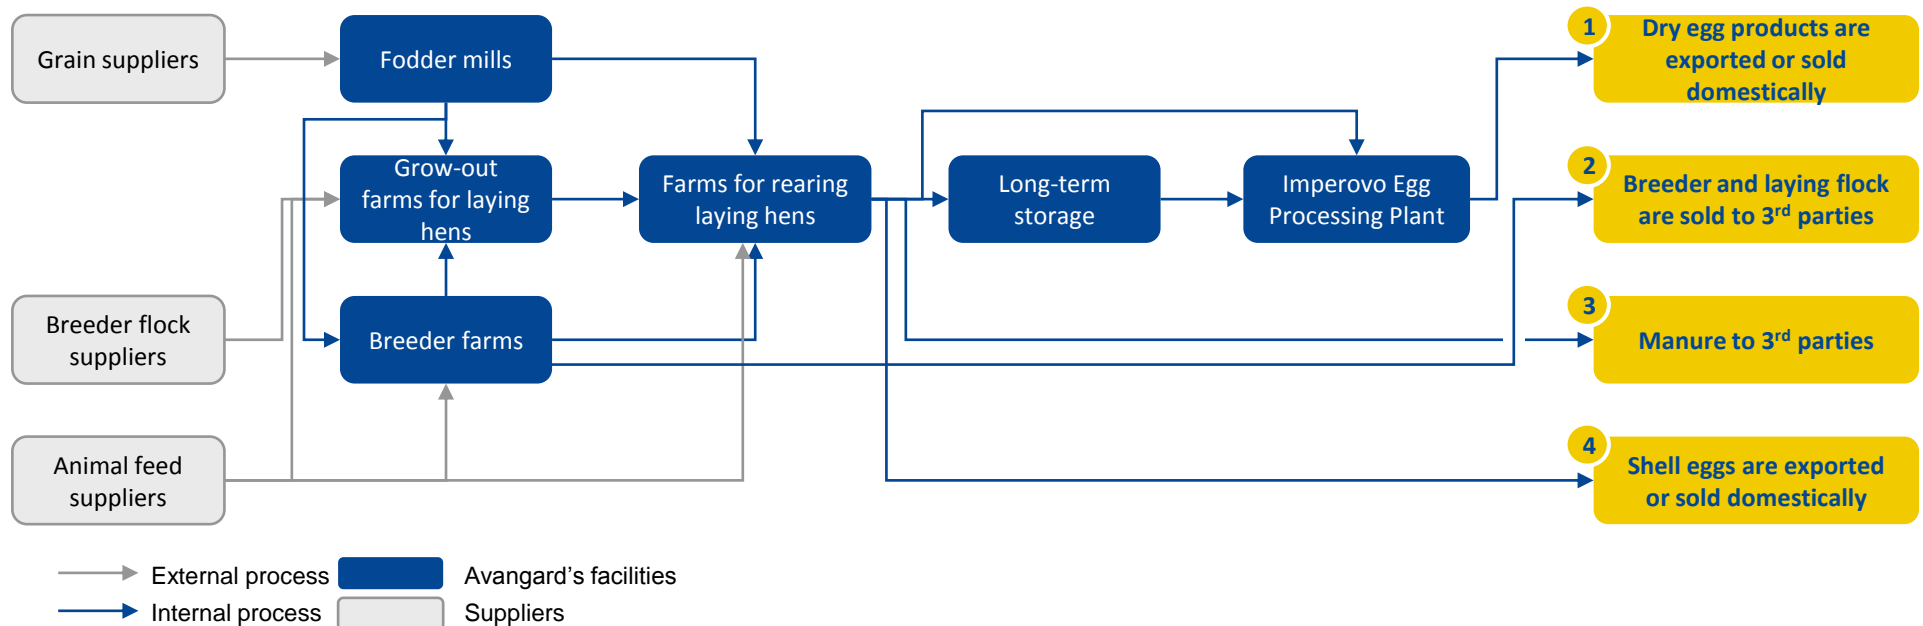 Grain suppliers
Fodder mills
1
Dry egg products are
exported or sold
domestically
Grow-out
farms for laying
hens
Farms for rearing
laying hens
Long-term
storage
Imperovo Egg
Processing Plant
2
Breeder and laying flock
are sold to 3rd parties
Breeder flock
suppliers
Breeder farms
3
Manure to 3rd parties
Animal feed
suppliers
4
Shell eggs are exported
or sold domestically
External process
Avangard's facilities
Internal process
Suppliers